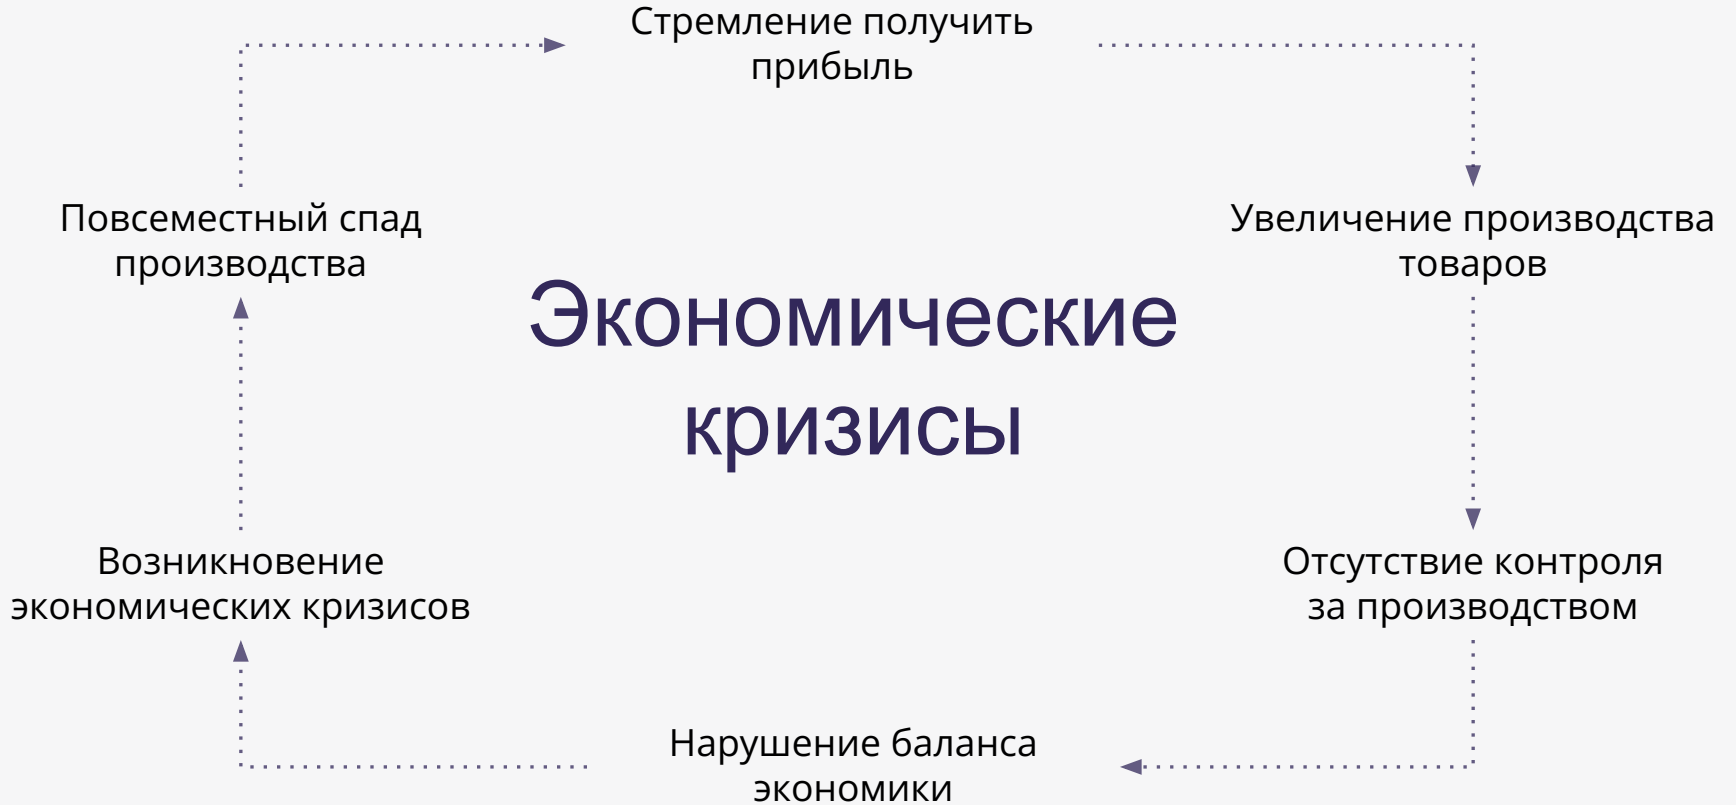 Стремление получить
прибыль
Повсеместный спад
производства
Увеличение производства
товаров
Экономические
кризисы
Возникновение
экономических кризисов
Отсутствие контроля
за производством
Нарушение баланса
экономики